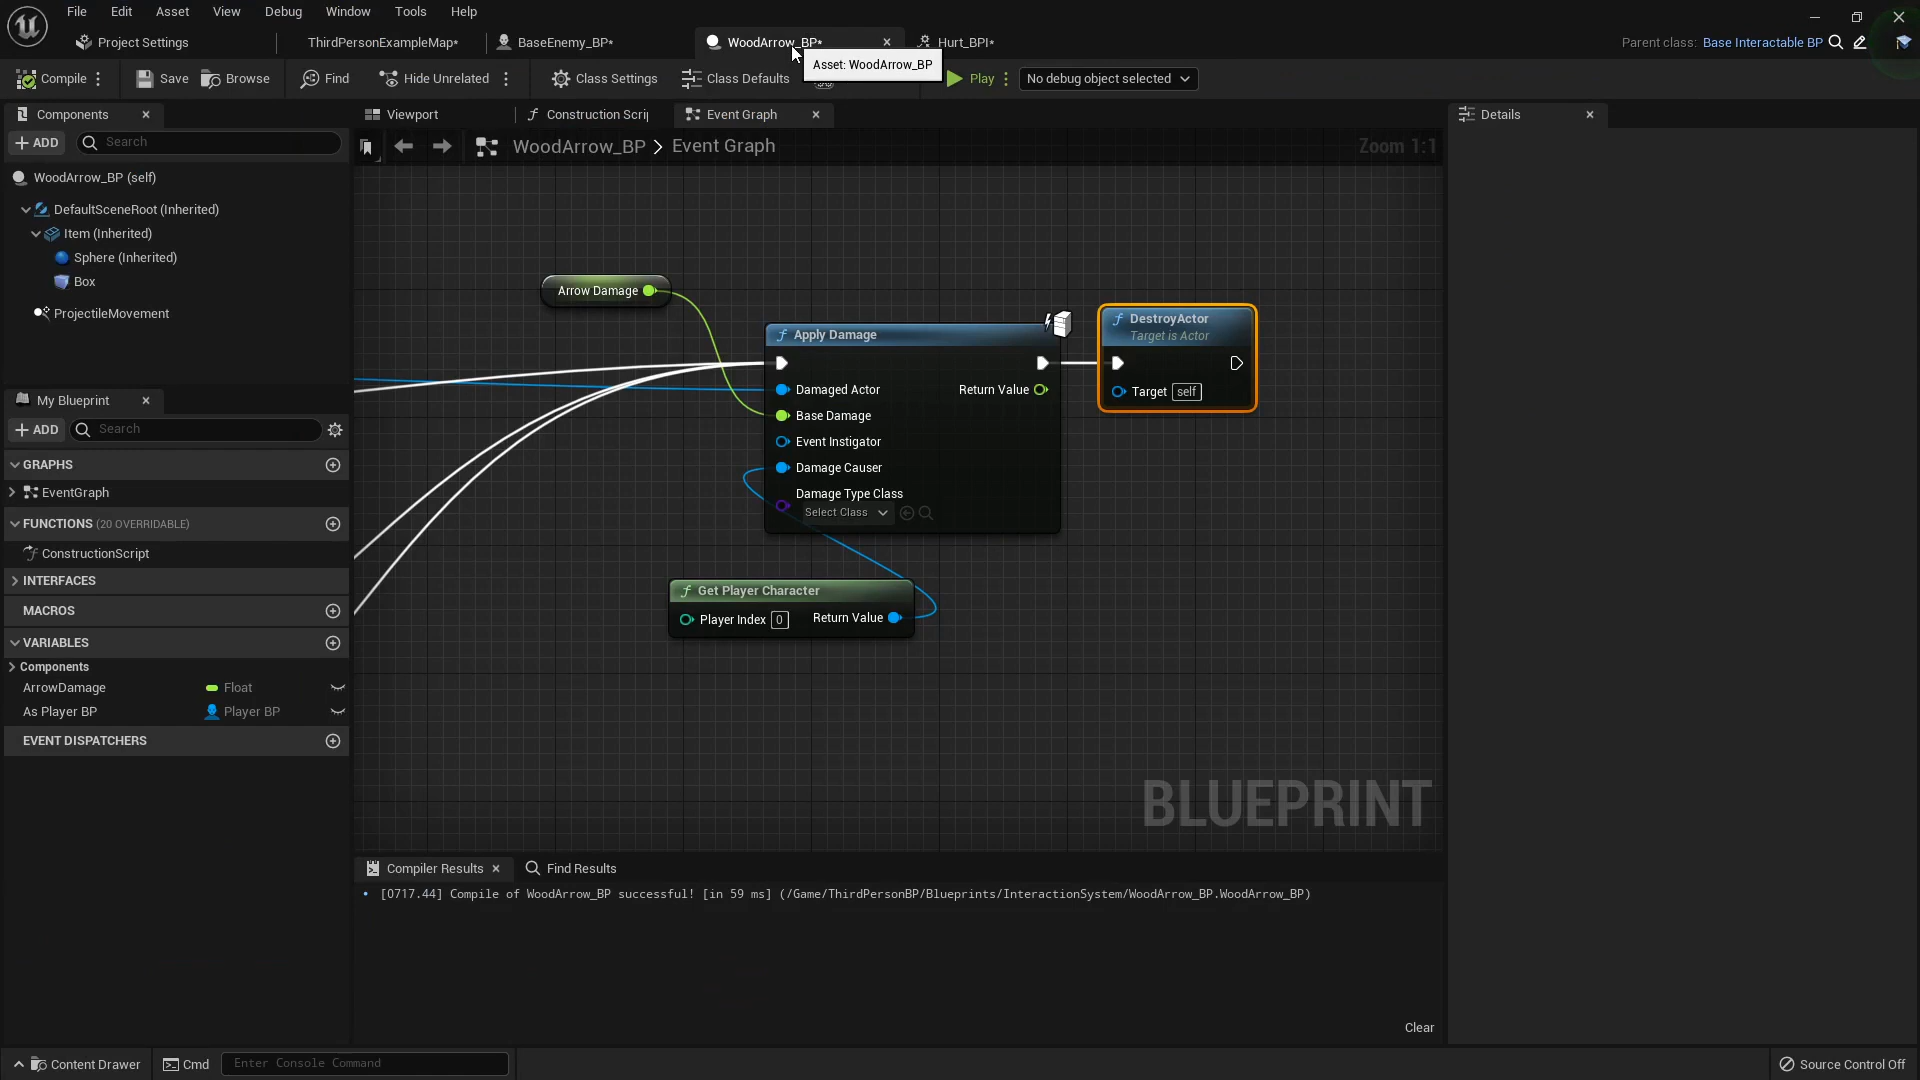 File Edit Asset View Debug Window Tools Help
Project Settings ThirdPersonExampleMap* BaseEnemy_BP* WoodArrow_BP* Hurt_BPI* Parent class: Base Interactable BP
Asset: WoodArrow_BP
Compile Save Browse Find Hide Unrelated Class Settings Class Defaults Play No debug object selected
Components Viewport Construction Scrip Event Graph Details
ADD Search
WoodArrow_BP > Event Graph Zoom 1:1
WoodArrow_BP (self)
DefaultSceneRoot (Inherited)
Item (Inherited)
Sphere (Inherited)
Box
ProjectileMovement
Arrow Damage
Apply Damage
Damaged Actor Return Value
Base Damage
Event Instigator
Damage Causer
Damage Type Class
Select Class
DestroyActor
Target is Actor
Target self
Get Player Character
Player Index 0 Return Value
My Blueprint
ADD Search
GRAPHS
EventGraph
FUNCTIONS (20 OVERRIDABLE)
ConstructionScript
INTERFACES
MACROS
VARIABLES
Components
ArrowDamage Float
As Player BP Player BP
EVENT DISPATCHERS
BLUEPRINT
Compiler Results Find Results
[0717.44] Compile of WoodArrow_BP successful! [in 59 ms] (/Game/ThirdPersonBP/Blueprints/InteractionSystem/WoodArrow_BP.WoodArrow_BP)
Clear
Content Drawer Cmd Enter Console Command Source Control Off